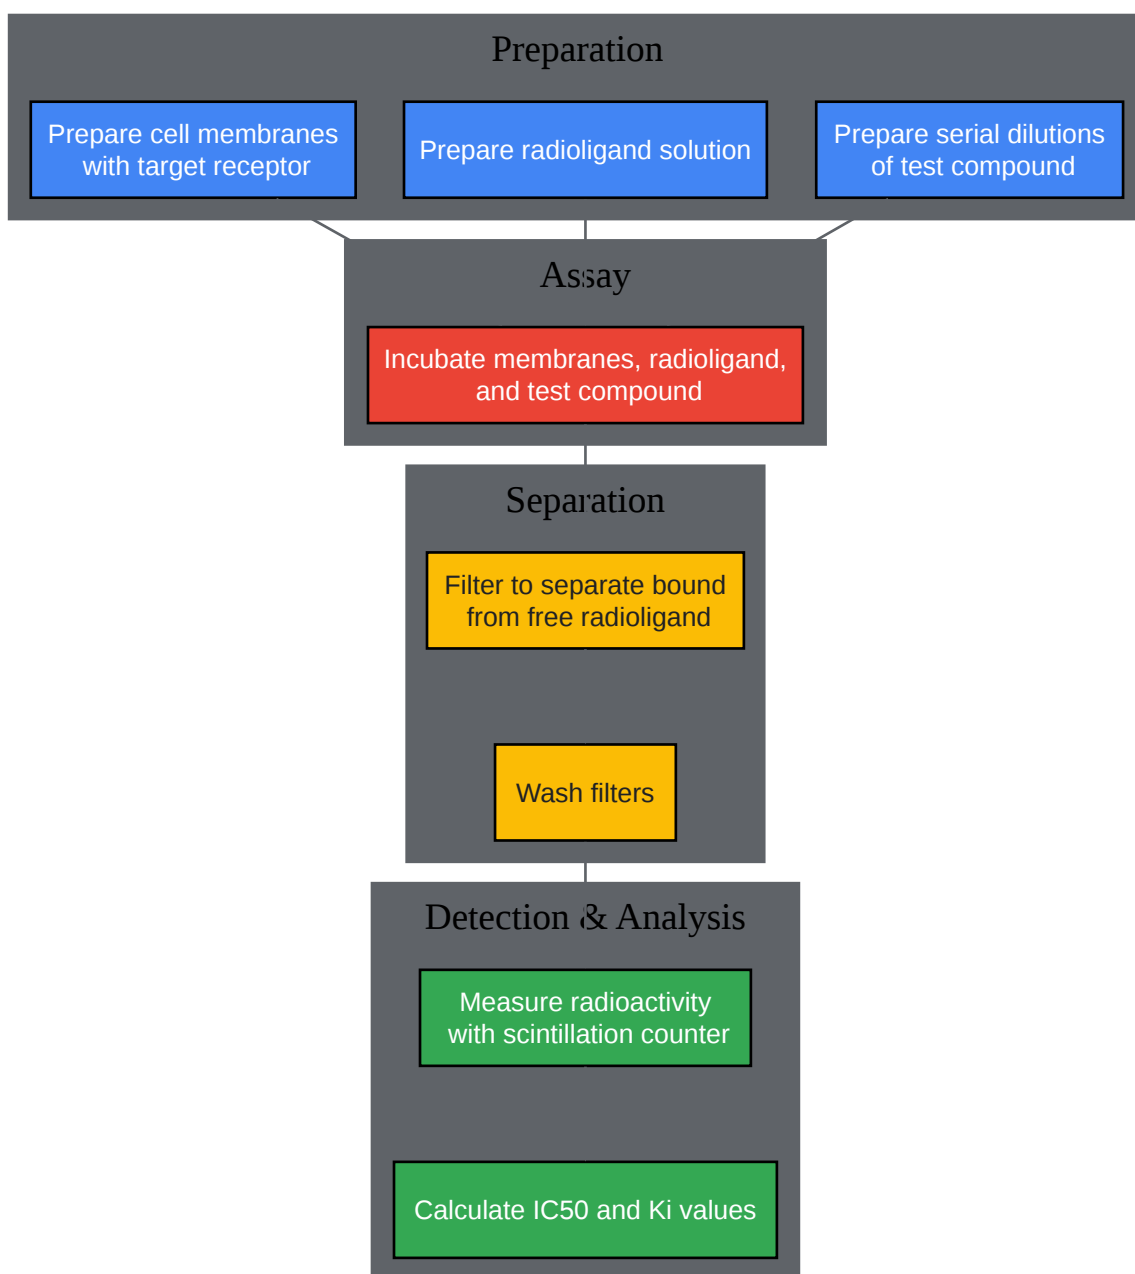 Preparation
Prepare cell membranes
with target receptor
Prepare radioligand solution
Prepare serial dilutions
of test compound
Assay
Incubate membranes, radioligand,
and test compound
Separation
Filter to separate bound
from free radioligand
Wash filters
Detection & Analysis
Measure radioactivity
with scintillation counter
Calculate IC50 and Ki values